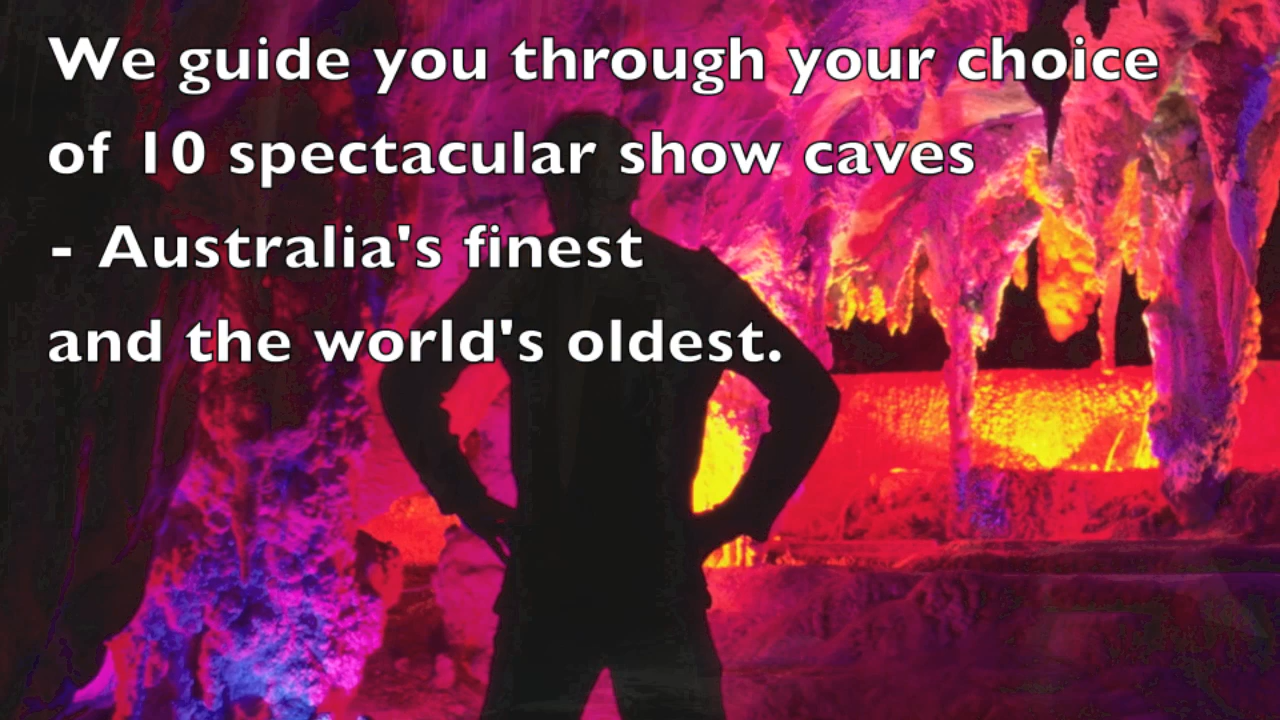 We guide you through your choice
of 10 spectacular show caves
- Australia's finest
and the world's oldest.